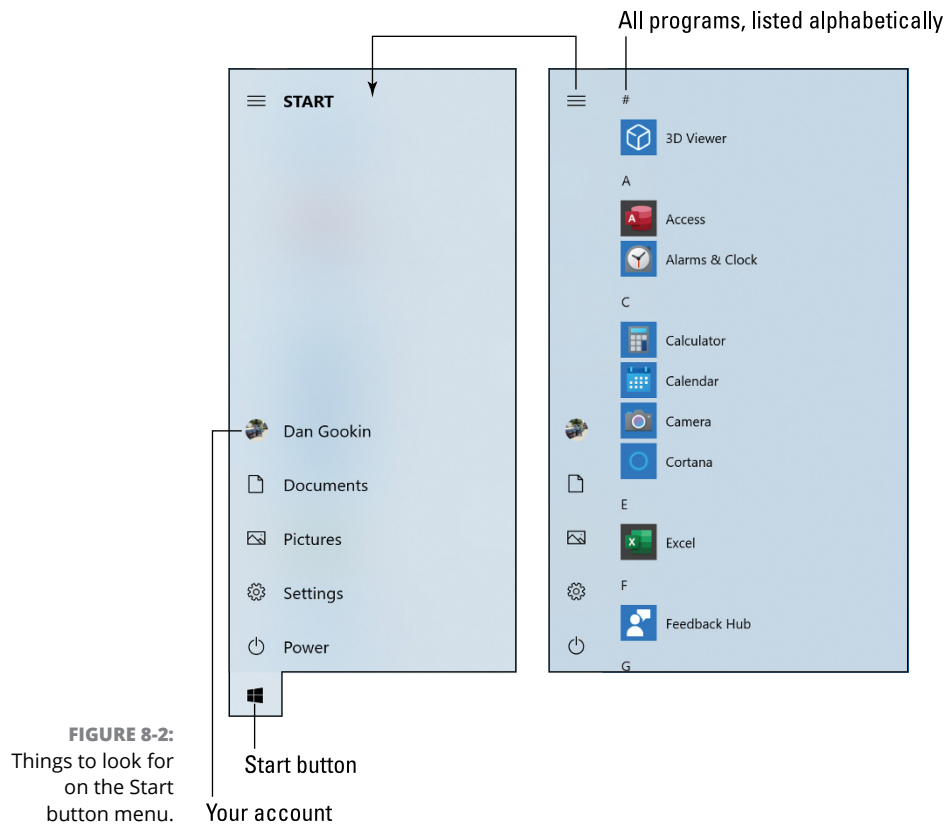 All programs, listed alphabetically
START
Dan Gookin
Documents
Pictures
Settings
Power
#
3D Viewer
A
Access
Alarms & Clock
C
Calculator
Calendar
Camera
Cortana
E
Excel
F
Feedback Hub
G
FIGURE 8-2:
Things to look for
on the Start
button menu.
Start button
Your account